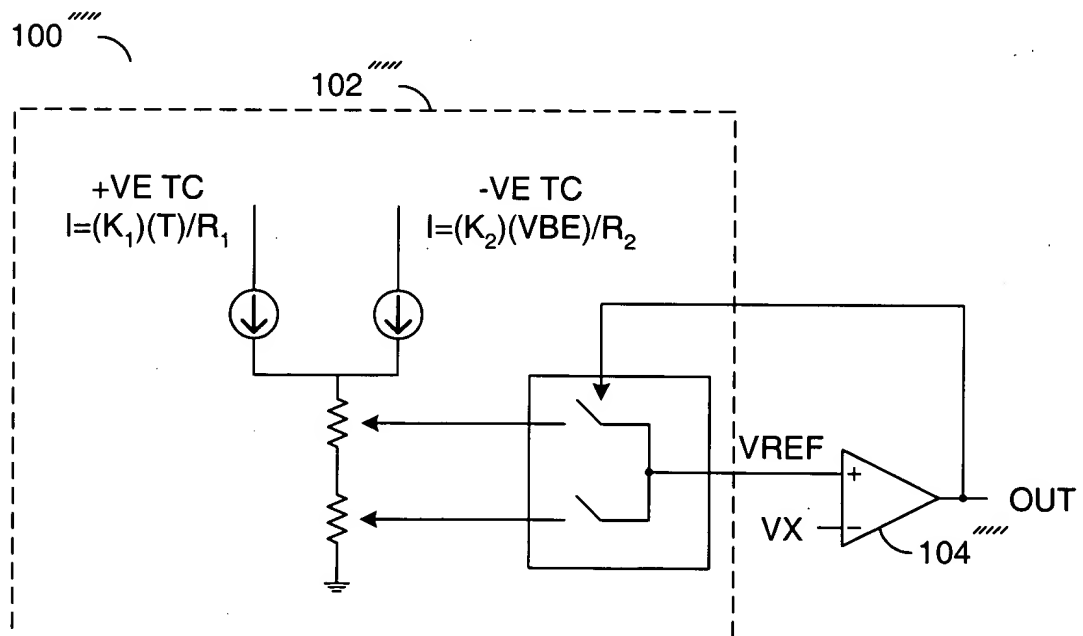 100'''''
102'''''
+VE TC
I=(K₁)(T)/R₁
-VE TC
I=(K₂)(VBE)/R₂
VREF
+
OUT
VX
−
104'''''